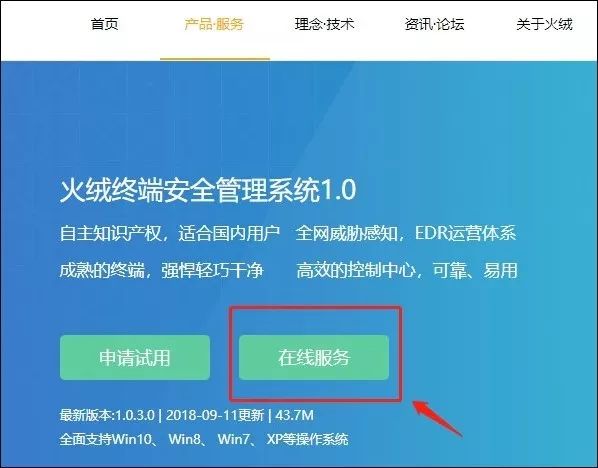 首页 产品·服务 理念·技术 资讯·论坛 关于火绒
火绒终端安全管理系统1.0
自主知识产权，适合国内用户 全网威胁感知，EDR运营体系
成熟的终端，强悍轻巧干净 高效的控制中心，可靠、易用
申请试用 在线服务
最新版本:1.0.3.0 | 2018-09-11更新 | 43.7M
全面支持Win10、 Win8、 Win7、 XP等操作系统